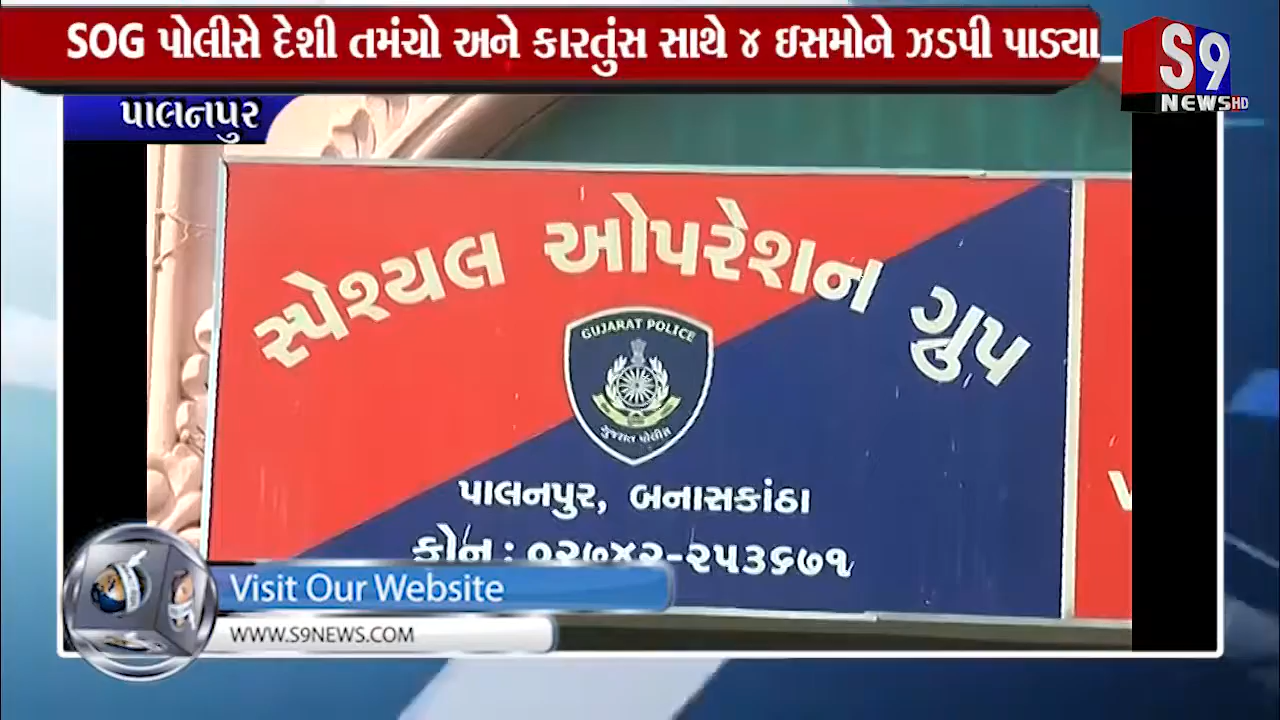 SOG પોલીસે દેશી તમંચો અને કારતુંસ સાથે ૪ ઇસમોને ઝડપી પાડ્યા
S9
NEWS HD
પાલનપુર
સ્પેશ્યલ ઓપરેશન ગ્રુપ
GUJARAT POLICE
ગુજરાત પોલીસ
પાલનપુર, બનાસકાંઠા
ફોન : ૦૨૭૪૨-૨૫૩૬૭૧
Visit Our Website
WWW.S9NEWS.COM